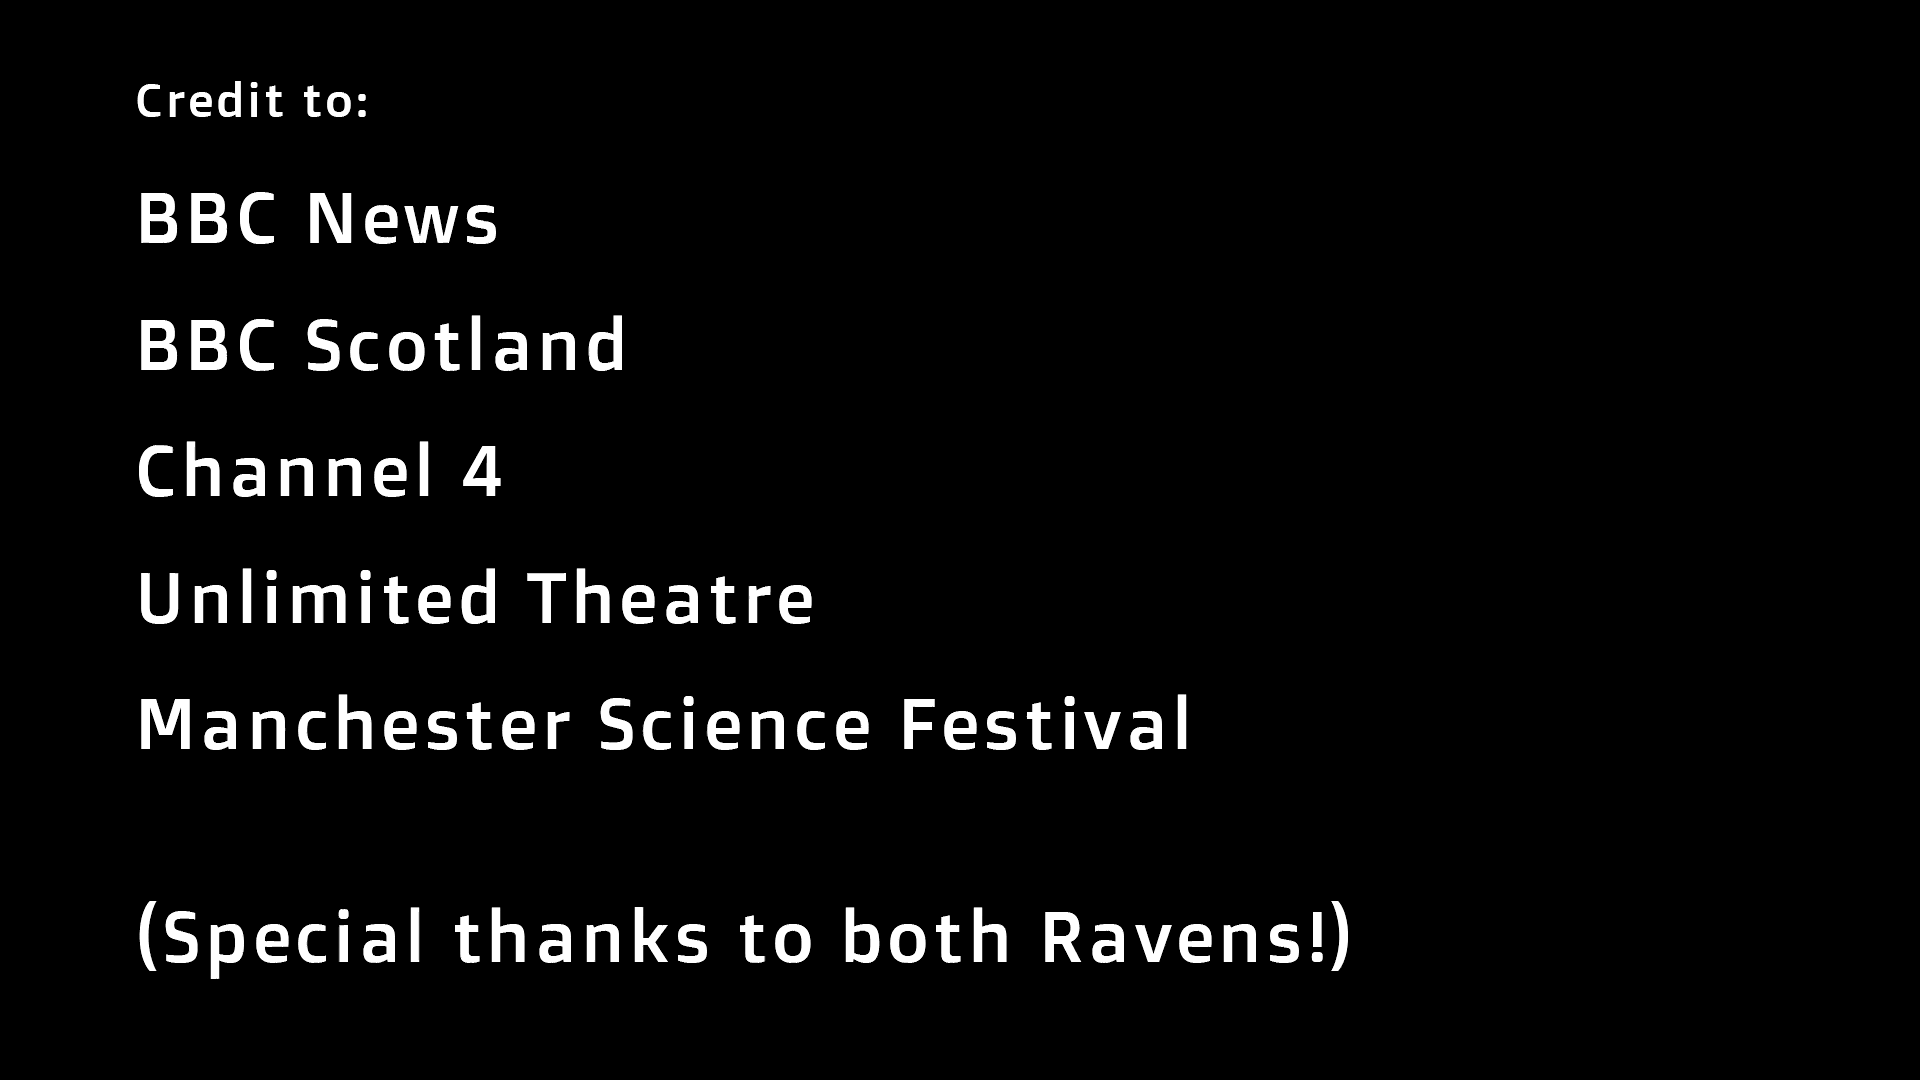 Credit to:
BBC News
BBC Scotland
Channel 4
Unlimited Theatre
Manchester Science Festival
(Special thanks to both Ravens!)